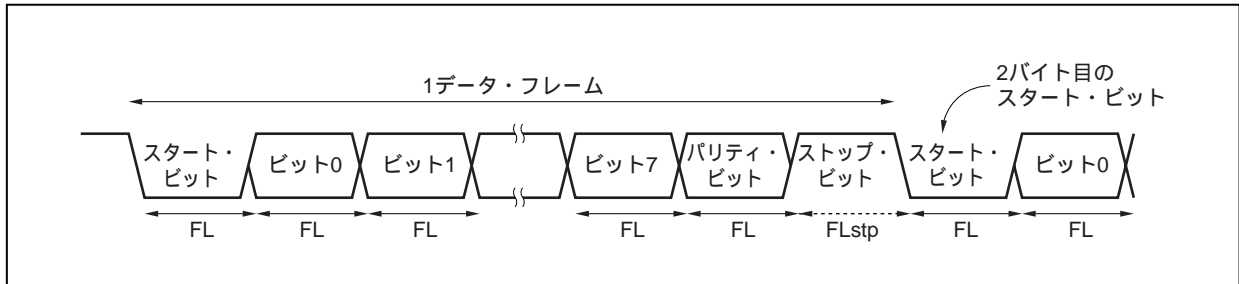 1データ・フレーム
2バイト目の
スタート・ビット
スタート・
ビット
ビット0
ビット1
ビット7
パリティ・
ビット
ストップ・
ビット
スタート・
ビット
ビット0
FL
FL
FL
FL
FL
FLstp
FL
FL